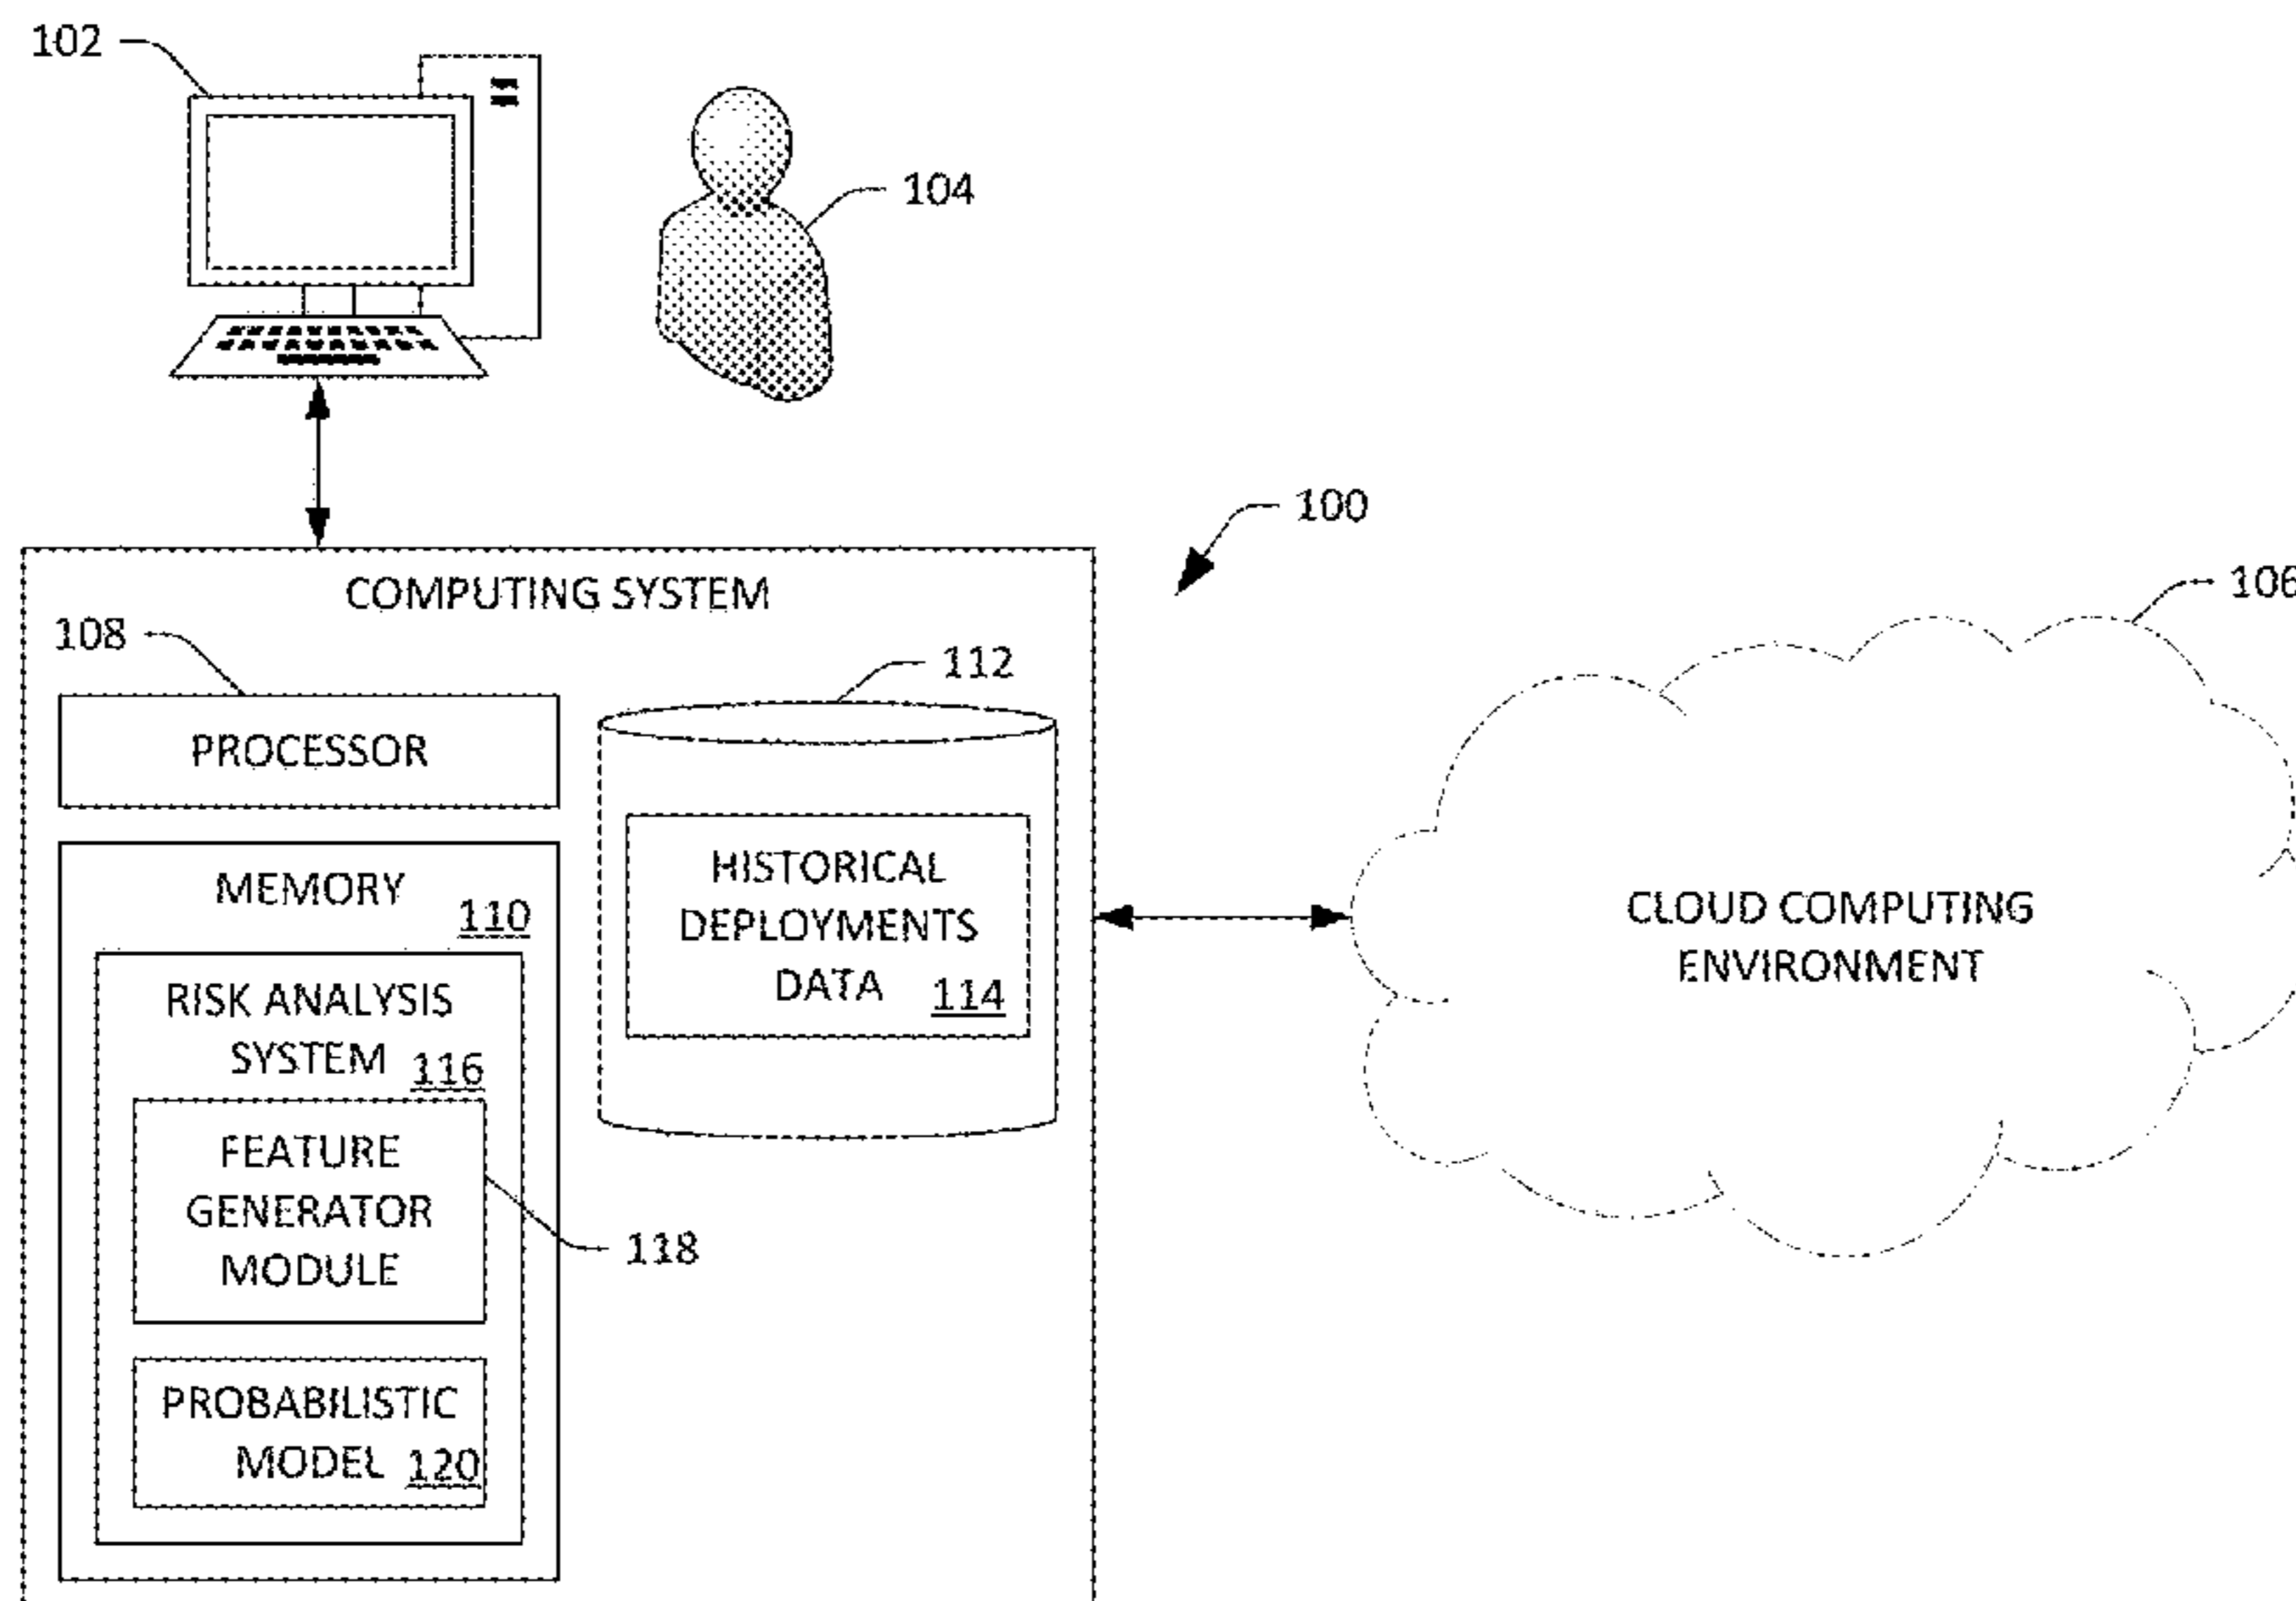 102
104
100
COMPUTING SYSTEM
106
108
112
PROCESSOR
HISTORICAL
DEPLOYMENTS
DATA 114
MEMORY
110
RISK ANALYSIS
SYSTEM 116
FEATURE
GENERATOR
MODULE
118
PROBABILISTIC
MODEL 120
CLOUD COMPUTING
ENVIRONMENT